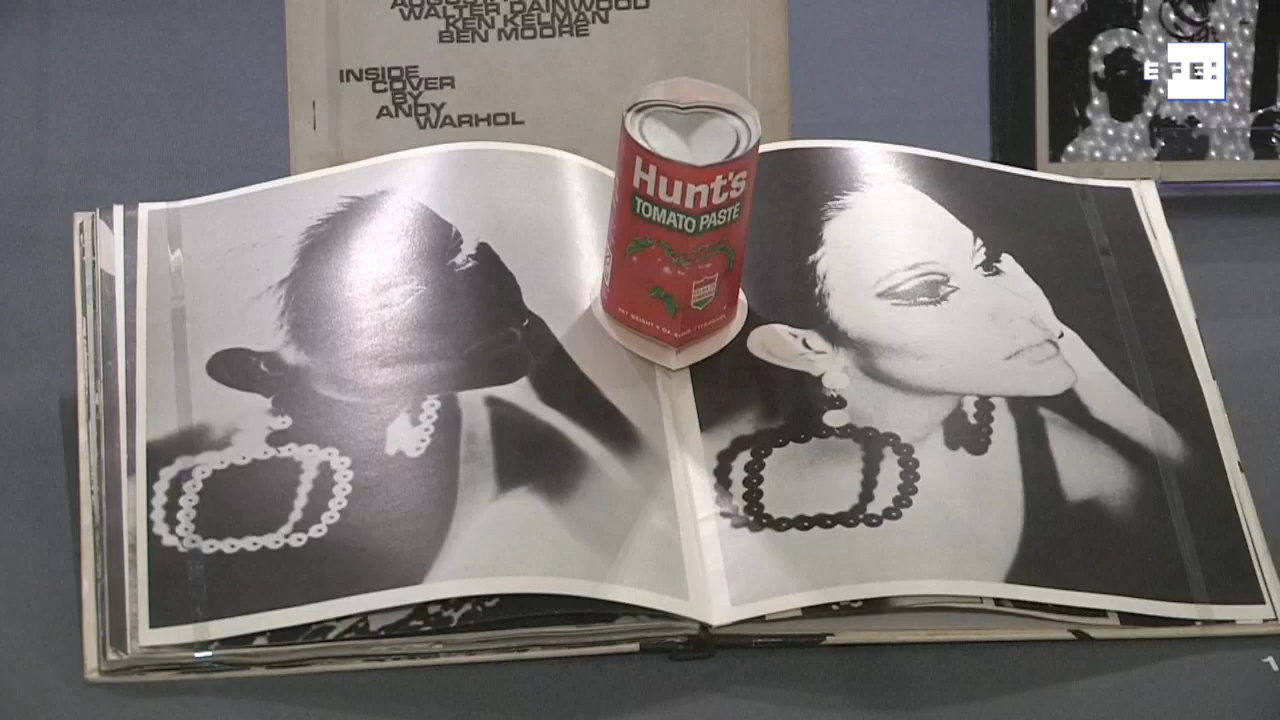 WALTER DAINWOOD
KEN KELMAN
BEN MOORE
INSIDE
COVER
BY
ANDY
WARHOL
EFE:
Hunt's
TOMATO PASTE